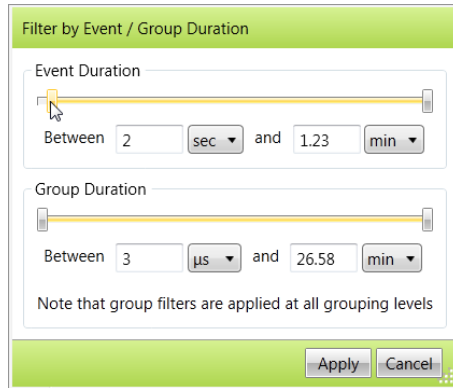 Filter by Event / Group Duration
Event Duration
Between 2 sec and 1.23 min
Group Duration
Between 3 µs and 26.58 min
Note that group filters are applied at all grouping levels
Apply Cancel